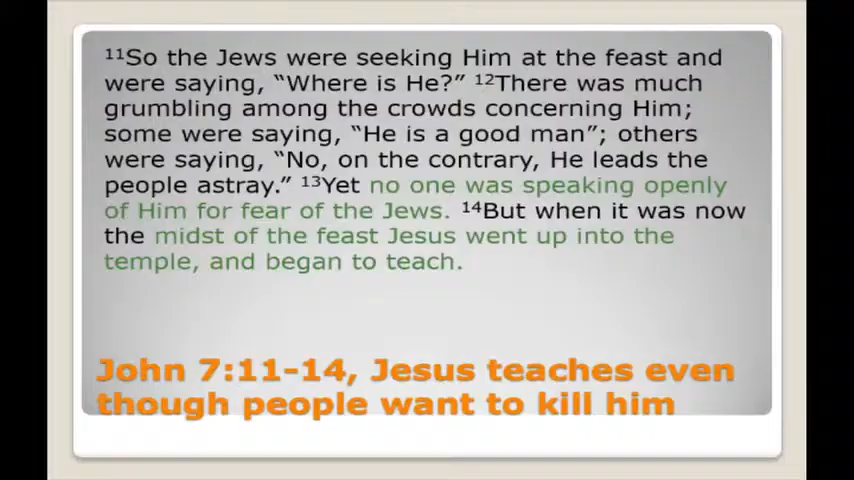 ¹¹So the Jews were seeking Him at the feast and
were saying, “Where is He?” ¹²There was much
grumbling among the crowds concerning Him;
some were saying, “He is a good man”; others
were saying, “No, on the contrary, He leads the
people astray.” ¹³Yet no one was speaking openly
of Him for fear of the Jews. ¹⁴But when it was now
the midst of the feast Jesus went up into the
temple, and began to teach.
John 7:11-14, Jesus teaches even
though people want to kill him